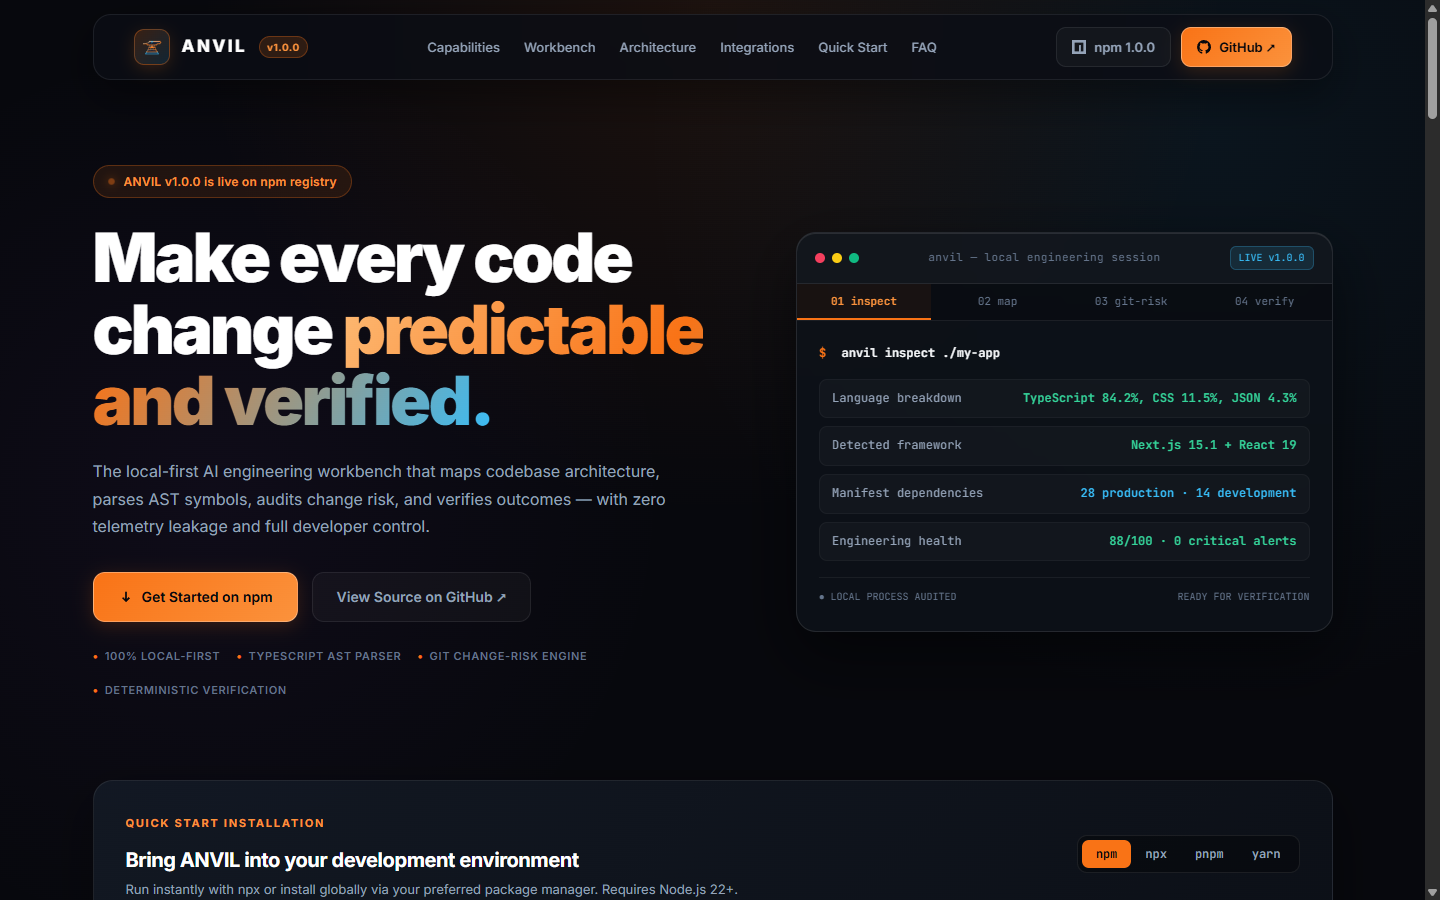 ANVIL v1.0.0 Capabilities Workbench Architecture Integrations Quick Start FAQ npm 1.0.0 GitHub ↗
ANVIL v1.0.0 is live on npm registry
Make every code
change predictable
and verified.
The local-first AI engineering workbench that maps codebase architecture,
parses AST symbols, audits change risk, and verifies outcomes — with zero
telemetry leakage and full developer control.
↓ Get Started on npm View Source on GitHub ↗
• 100% LOCAL-FIRST • TYPESCRIPT AST PARSER • GIT CHANGE-RISK ENGINE
• DETERMINISTIC VERIFICATION
anvil — local engineering session LIVE v1.0.0
01 inspect 02 map 03 git-risk 04 verify
$ anvil inspect ./my-app
Language breakdown TypeScript 84.2%, CSS 11.5%, JSON 4.3%
Detected framework Next.js 15.1 + React 19
Manifest dependencies 28 production · 14 development
Engineering health 88/100 · 0 critical alerts
● LOCAL PROCESS AUDITED READY FOR VERIFICATION
QUICK START INSTALLATION
Bring ANVIL into your development environment
Run instantly with npx or install globally via your preferred package manager. Requires Node.js 22+.
npm npx pnpm yarn